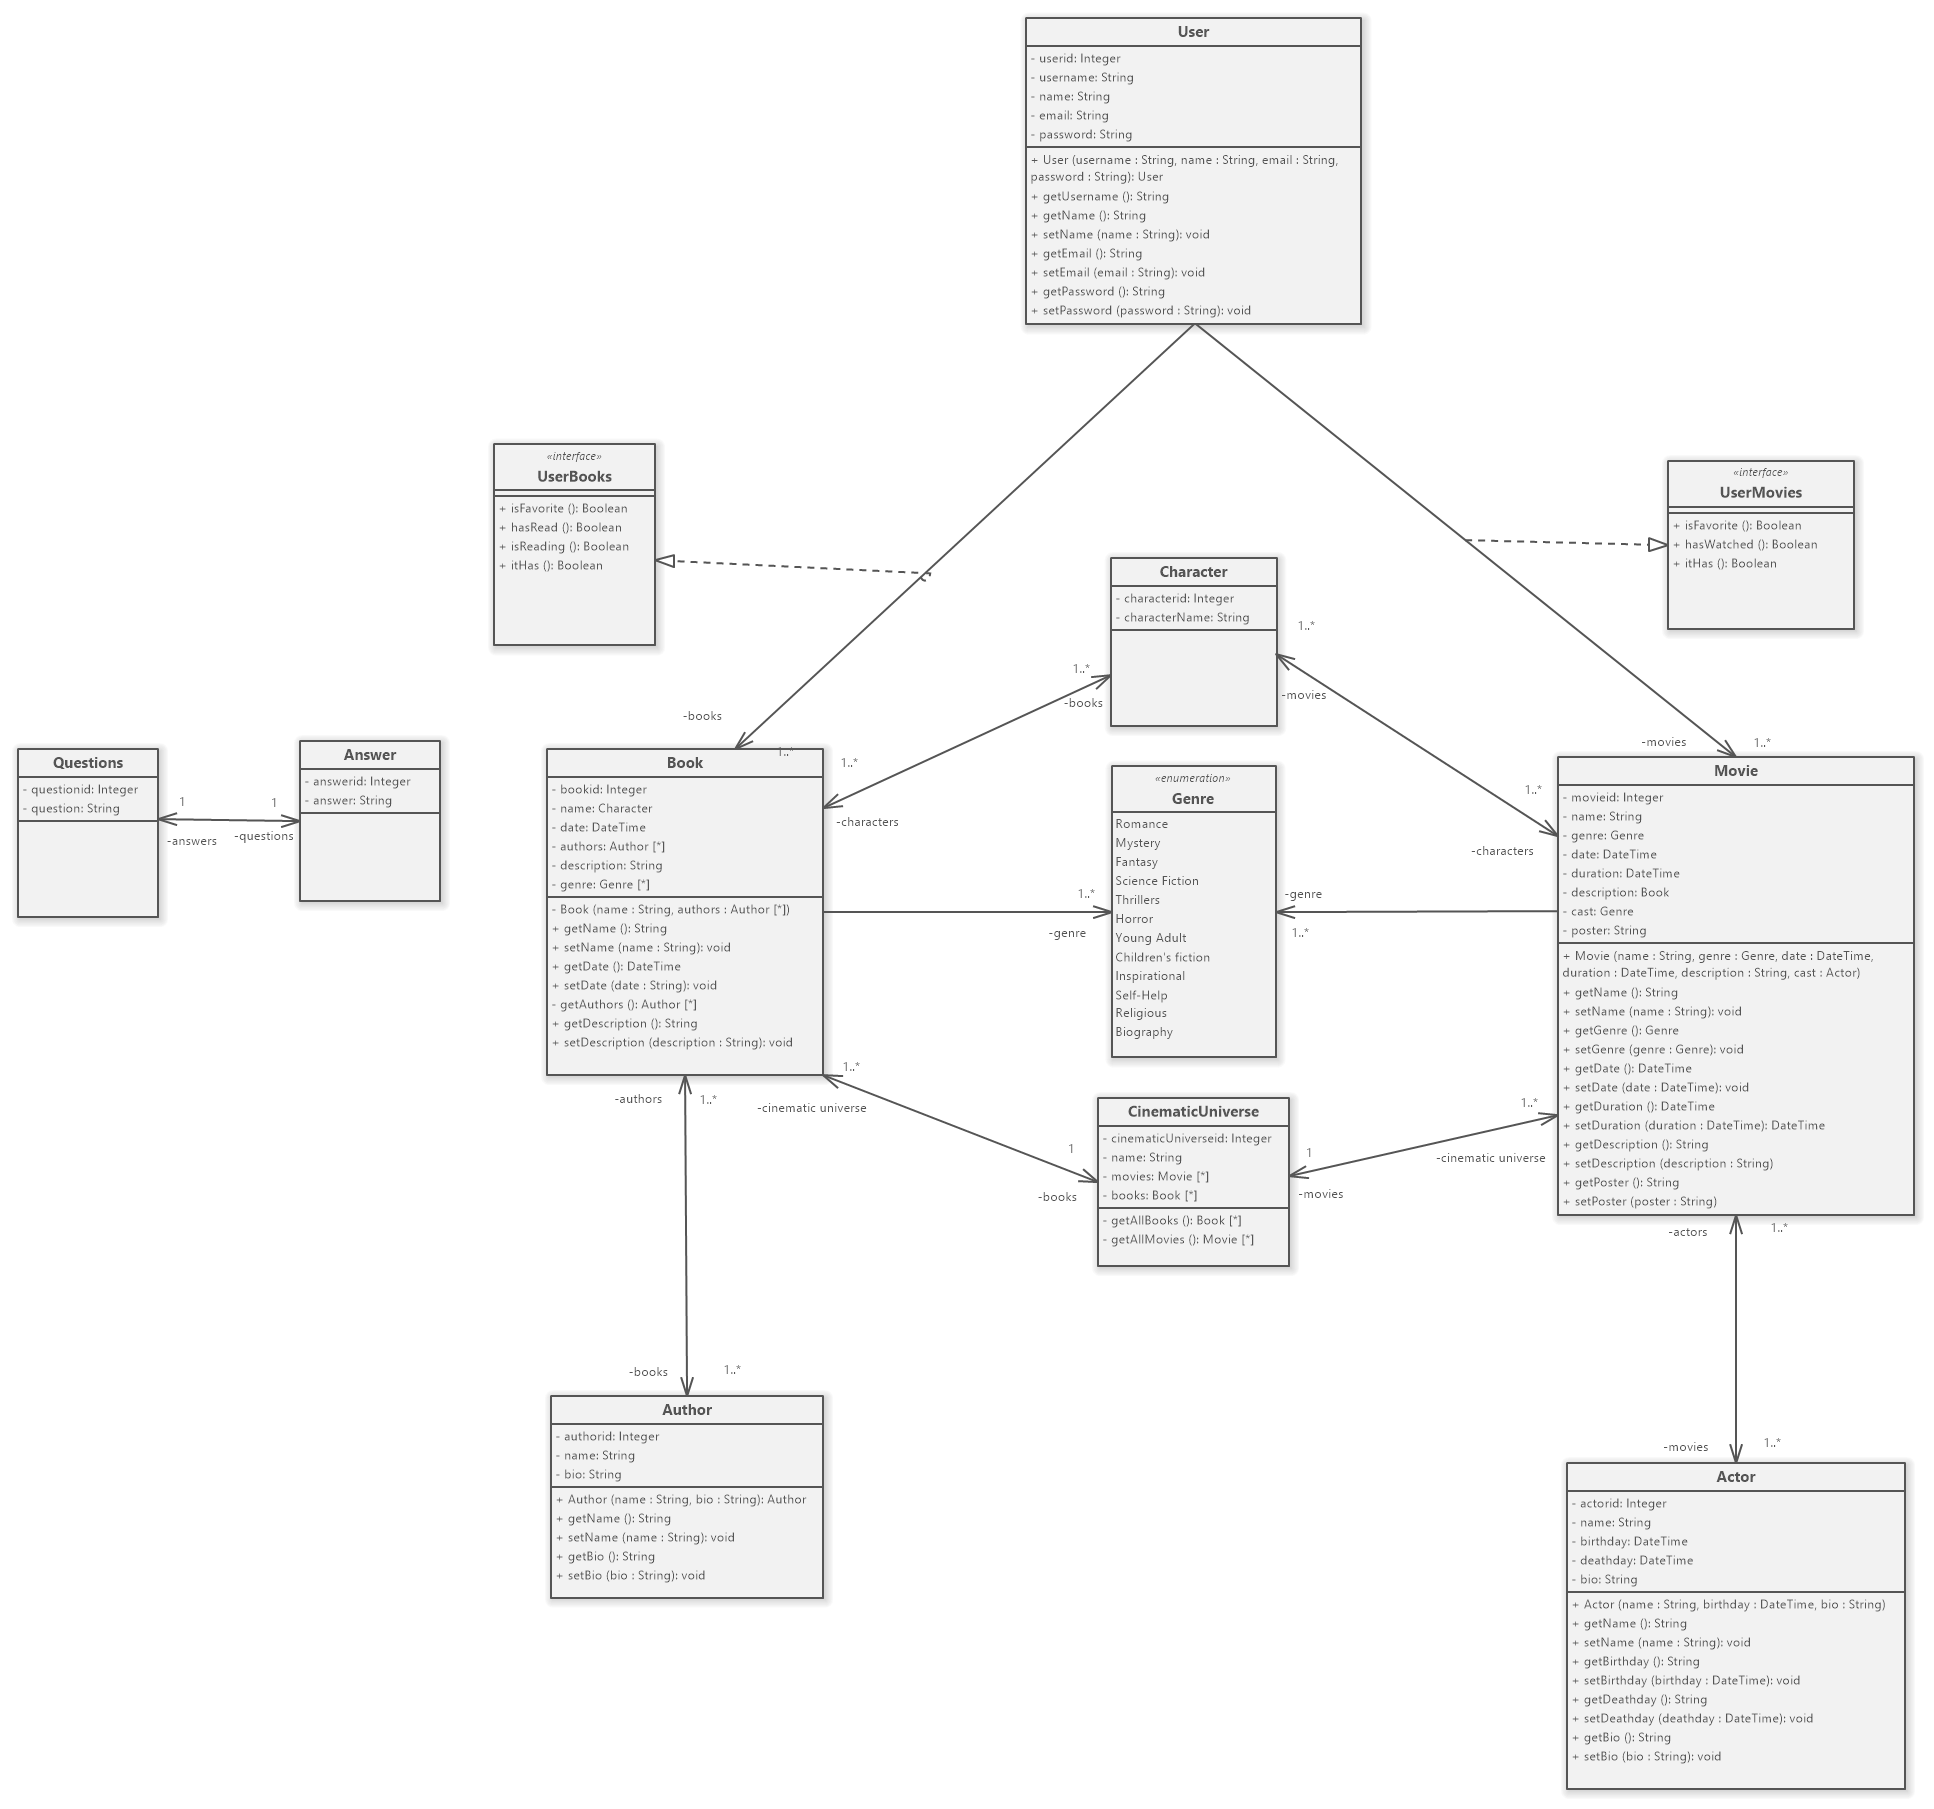 User
- userid: Integer
- username: String
- name: String
- email: String
- password: String
+ User (username : String, name : String, email : String,
password : String): User
+ getUsername (): String
+ getName (): String
+ setName (name : String): void
+ getEmail (): String
+ setEmail (email : String): void
+ getPassword (): String
+ setPassword (password : String): void
«interface»
UserBooks
+ isFavorite (): Boolean
+ hasRead (): Boolean
+ isReading (): Boolean
+ itHas (): Boolean
«interface»
UserMovies
+ isFavorite (): Boolean
+ hasWatched (): Boolean
+ itHas (): Boolean
Character
- characterid: Integer
- characterName: String
1..*
-movies
1..*
-books
-books
1..*
1..*
-characters
-movies
1..*
1..*
-characters
Questions
- questionid: Integer
- question: String
1
-answers
1
-questions
Answer
- answerid: Integer
- answer: String
Book
- bookid: Integer
- name: Character
- date: DateTime
- authors: Author [*]
- description: String
- genre: Genre [*]
- Book (name : String, authors : Author [*])
+ getName (): String
+ setName (name : String): void
+ getDate (): DateTime
+ setDate (date : String): void
- getAuthors (): Author [*]
+ getDescription (): String
+ setDescription (description : String): void
«enumeration»
Genre
Romance
Mystery
Fantasy
Science Fiction
Thrillers
Horror
Young Adult
Children's fiction
Inspirational
Self-Help
Religious
Biography
1..*
-genre
-genre
1..*
Movie
- movieid: Integer
- name: String
- genre: Genre
- date: DateTime
- duration: DateTime
- description: Book
- cast: Genre
- poster: String
+ Movie (name : String, genre : Genre, date : DateTime,
duration : DateTime, description : String, cast : Actor)
+ getName (): String
+ setName (name : String): void
+ getGenre (): Genre
+ setGenre (genre : Genre): void
+ getDate (): DateTime
+ setDate (date : DateTime): void
+ getDuration (): DateTime
+ setDuration (duration : DateTime): DateTime
+ getDescription (): String
+ setDescription (description : String)
+ getPoster (): String
+ setPoster (poster : String)
1..*
-cinematic universe
1
-books
CinematicUniverse
- cinematicUniverseid: Integer
- name: String
- movies: Movie [*]
- books: Book [*]
- getAllBooks (): Book [*]
- getAllMovies (): Movie [*]
1
-movies
1..*
-cinematic universe
-authors
1..*
-books
1..*
Author
- authorid: Integer
- name: String
- bio: String
+ Author (name : String, bio : String): Author
+ getName (): String
+ setName (name : String): void
+ getBio (): String
+ setBio (bio : String): void
-actors
1..*
-movies
1..*
Actor
- actorid: Integer
- name: String
- birthday: DateTime
- deathday: DateTime
- bio: String
+ Actor (name : String, birthday : DateTime, bio : String)
+ getName (): String
+ setName (name : String): void
+ getBirthday (): String
+ setBirthday (birthday : DateTime): void
+ getDeathday (): String
+ setDeathday (deathday : DateTime): void
+ getBio (): String
+ setBio (bio : String): void